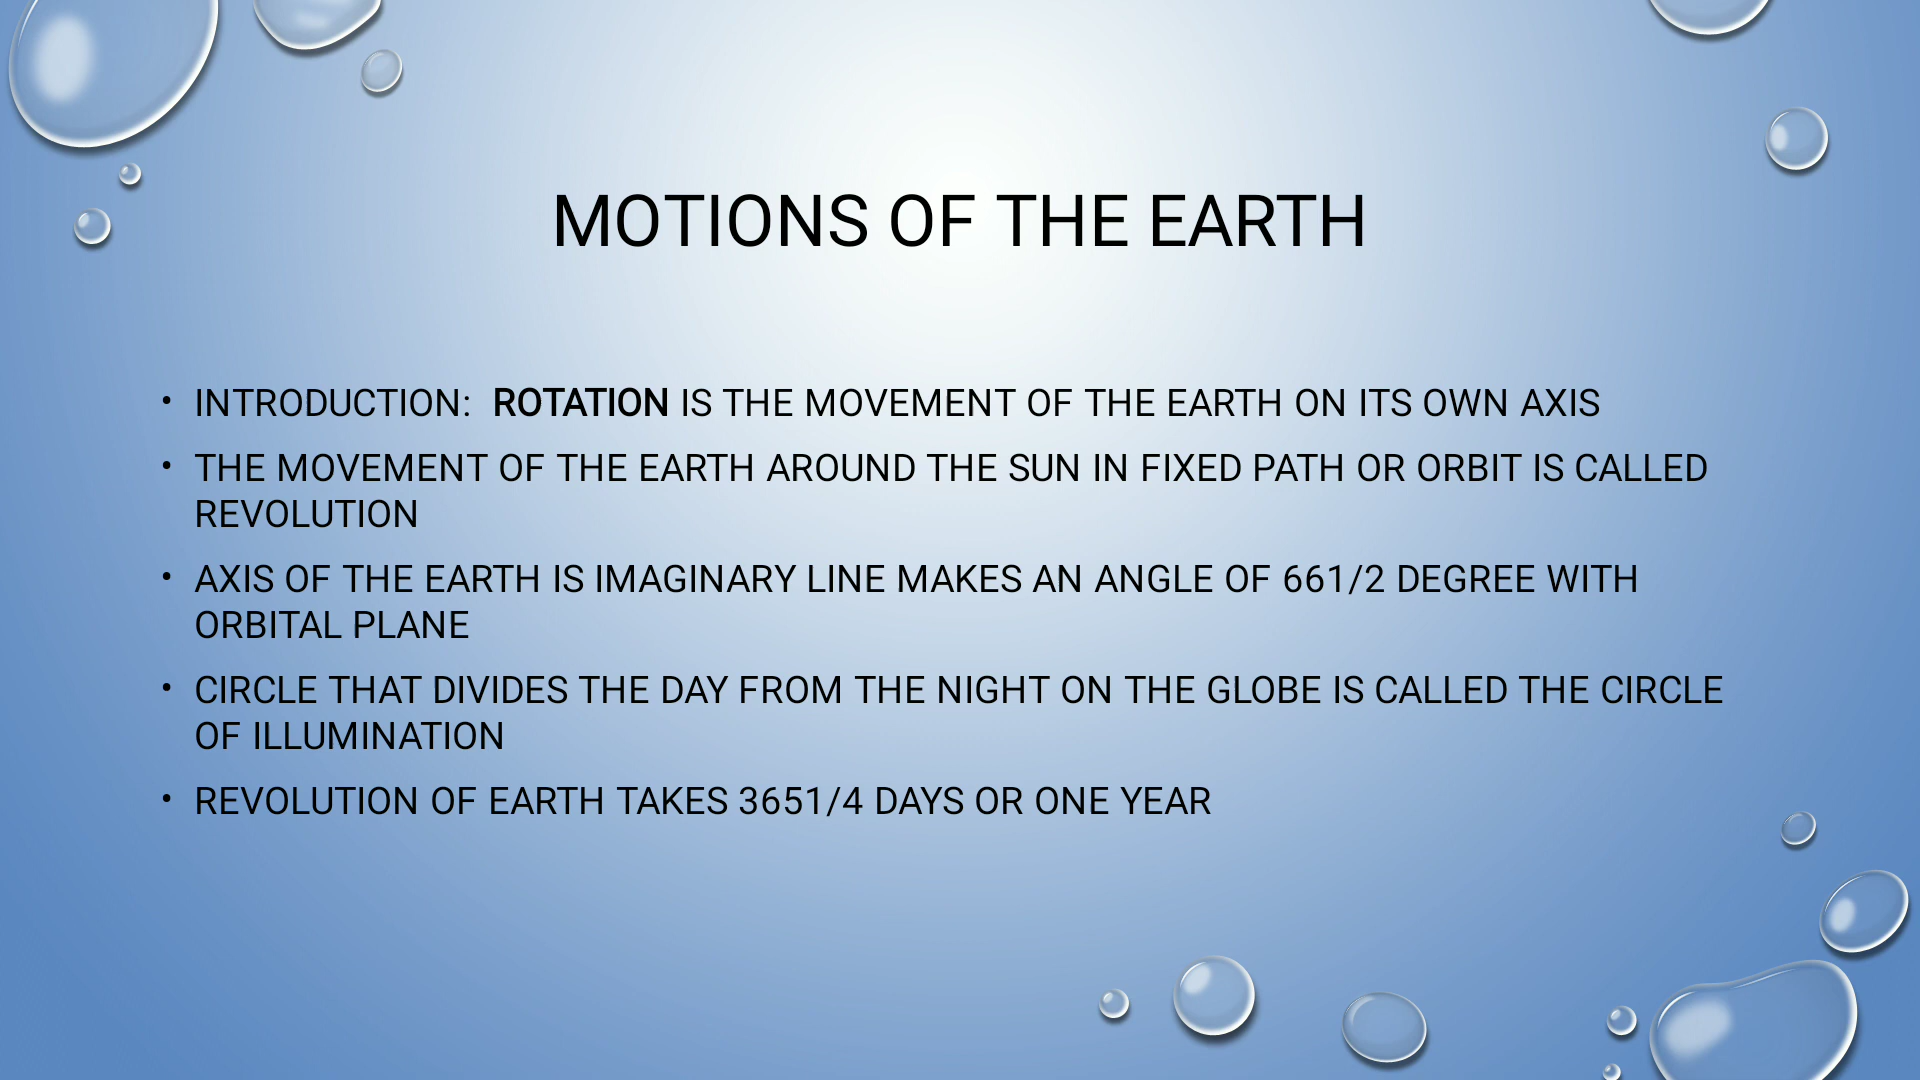 MOTIONS OF THE EARTH
• INTRODUCTION: ROTATION IS THE MOVEMENT OF THE EARTH ON ITS OWN AXIS
• THE MOVEMENT OF THE EARTH AROUND THE SUN IN FIXED PATH OR ORBIT IS CALLED
REVOLUTION
• AXIS OF THE EARTH IS IMAGINARY LINE MAKES AN ANGLE OF 661/2 DEGREE WITH
ORBITAL PLANE
• CIRCLE THAT DIVIDES THE DAY FROM THE NIGHT ON THE GLOBE IS CALLED THE CIRCLE
OF ILLUMINATION
• REVOLUTION OF EARTH TAKES 3651/4 DAYS OR ONE YEAR